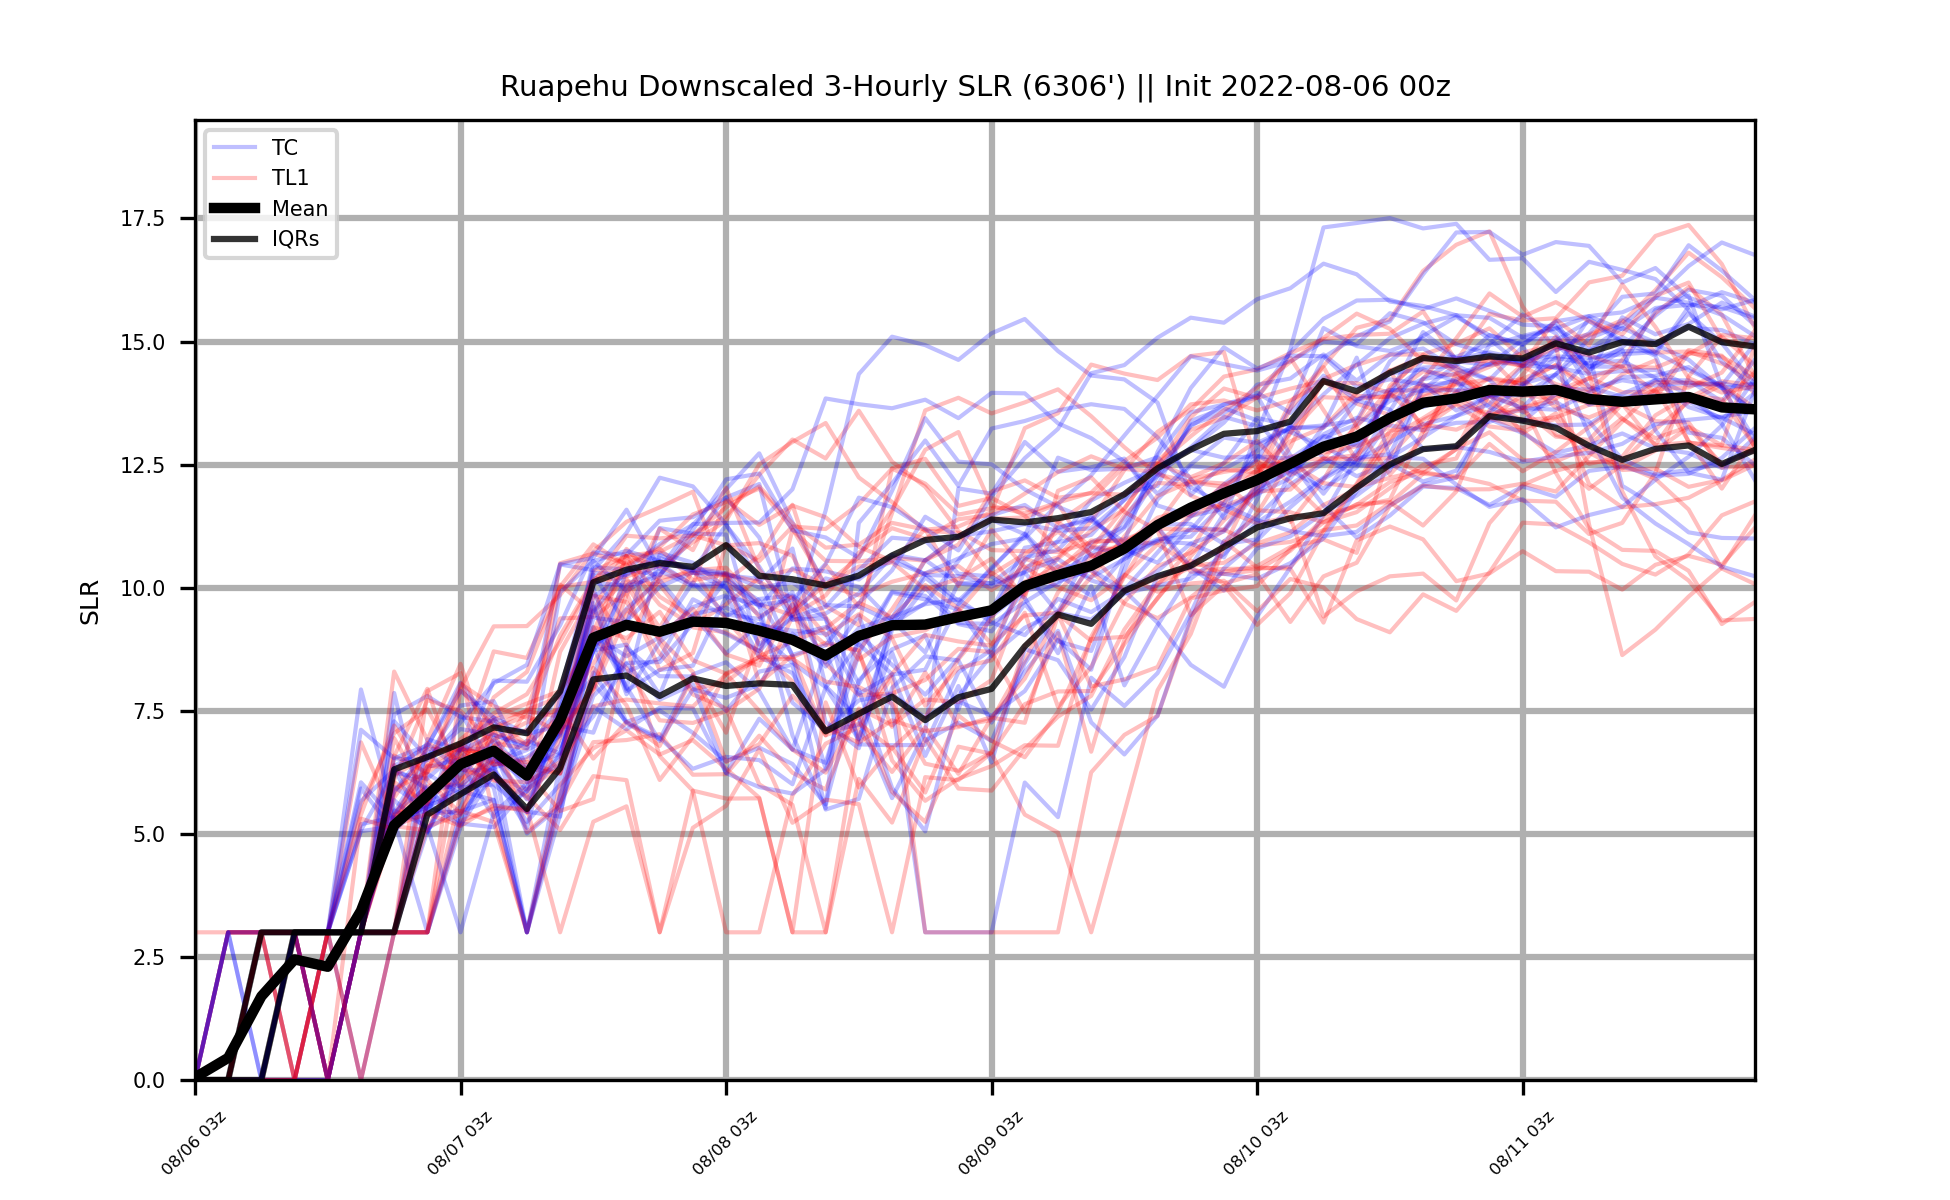 Ruapehu Downscaled 3-Hourly SLR (6306') || Init 2022-08-06 00z
TC
TL1
Mean
IQRs
SLR
17.5
15.0
12.5
10.0
7.5
5.0
2.5
0.0
08/06 03z
08/07 03z
08/08 03z
08/09 03z
08/10 03z
08/11 03z